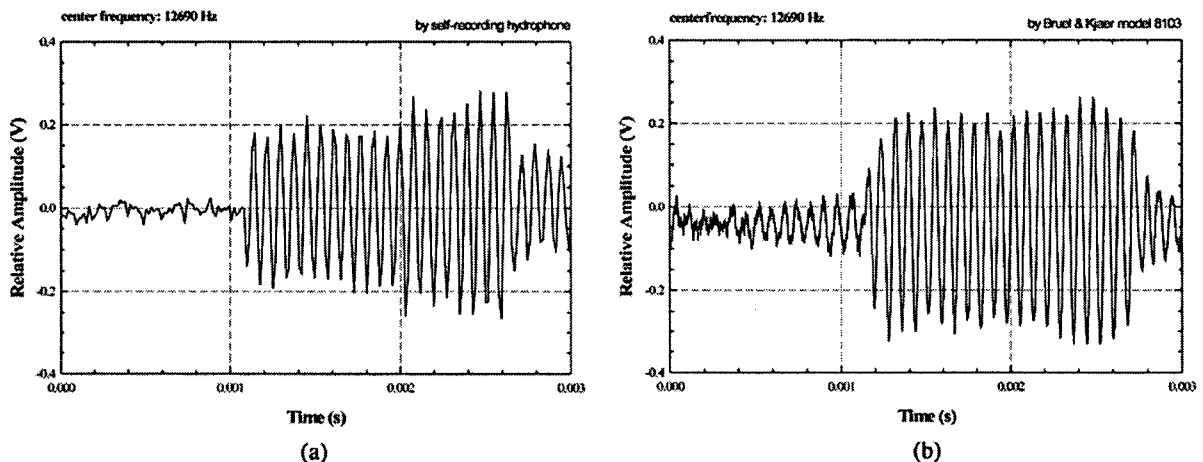 center frequency: 12690 Hz
by self-recording hydrophone
Relative Amplitude (V)
0.4
0.2
0.0
-0.2
-0.4
0.000
0.001
0.002
0.003
Time (s)
(a)
centerfrequency: 12690 Hz
by Bruel & Kjaer model 8103
Relative Amplitude (V)
0.4
0.2
0.0
-0.2
-0.4
0.000
0.001
0.002
0.003
Time (s)
(b)